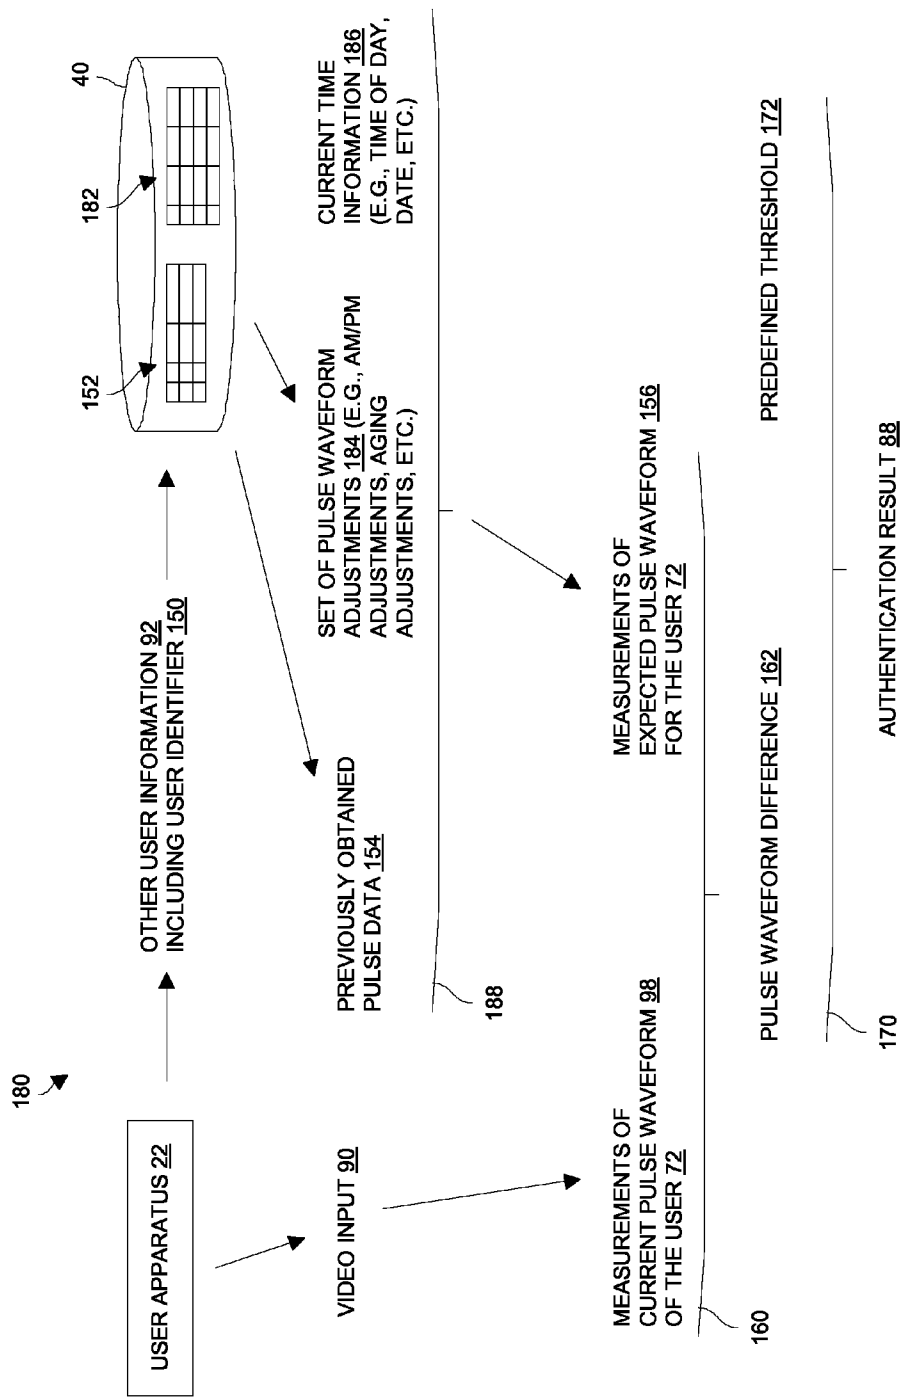 180
USER APPARATUS 22
OTHER USER INFORMATION 92
INCLUDING USER IDENTIFIER 150
152
182
40
VIDEO INPUT 90
PREVIOUSLY OBTAINED
PULSE DATA 154
SET OF PULSE WAVEFORM
ADJUSTMENTS 184 (E.G., AM/PM
ADJUSTMENTS, AGING
ADJUSTMENTS, ETC.)
CURRENT TIME
INFORMATION 186
(E.G., TIME OF DAY,
DATE, ETC.)
188
MEASUREMENTS OF
CURRENT PULSE WAVEFORM 98
OF THE USER 72
MEASUREMENTS OF
EXPECTED PULSE WAVEFORM 156
FOR THE USER 72
160
PULSE WAVEFORM DIFFERENCE 162
PREDEFINED THRESHOLD 172
170
AUTHENTICATION RESULT 88